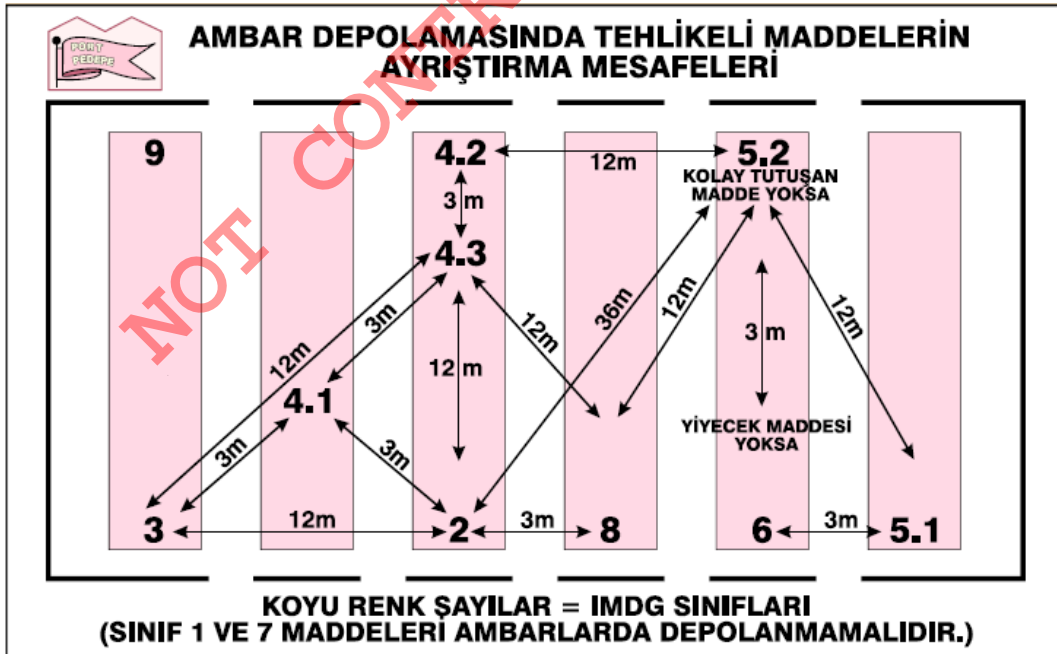 PORT
PEDEPE
AMBAR DEPOLAMASINDA TEHLİKELİ MADDELERİN
AYRIŞTIRMA MESAFELERİ
NOT CONTR
9
4.2
12m
5.2
KOLAY TUTUŞAN
MADDE YOKSA
3 m
4.3
12m
3m
12 m
12m
36m
12m
3 m
12m
4.1
3m
3m
YİYECEK MADDESİ
YOKSA
3
12m
2
3m
8
6
3m
5.1
KOYU RENK ŞAYILAR = IMDG SINIFLARI
(SINIF 1 VE 7 MADDELERİ AMBARLARDA DEPOLANMAMALIDIR.)